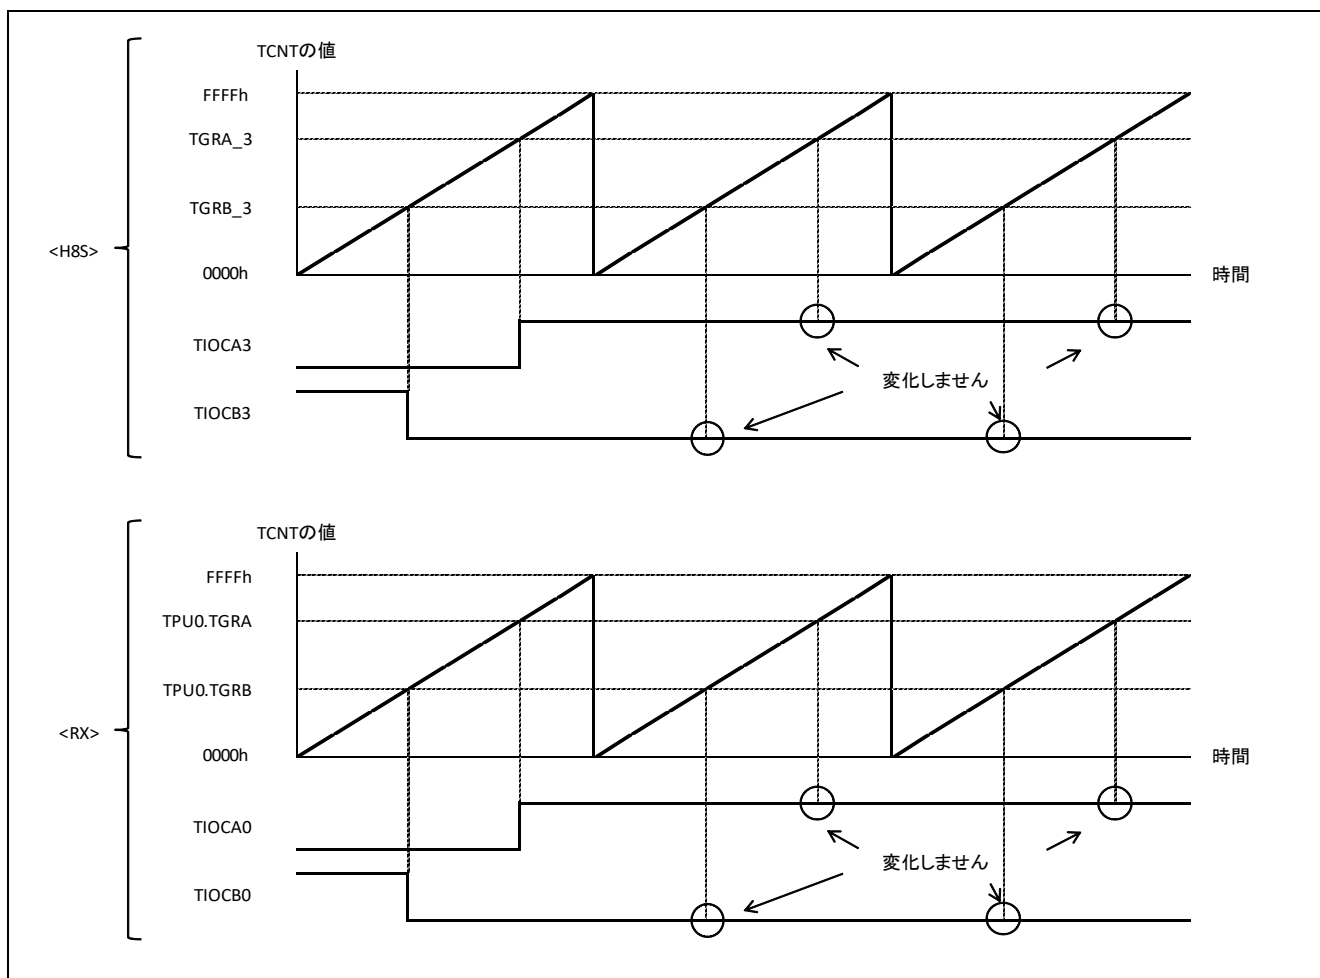 TCNTの値
FFFFh
TGRA_3
TGRB_3
<H8S>
0000h
時間
TIOCA3
変化しません
TIOCB3
TCNTの値
FFFFh
TPU0.TGRA
TPU0.TGRB
<RX>
0000h
時間
TIOCA0
変化しません
TIOCB0